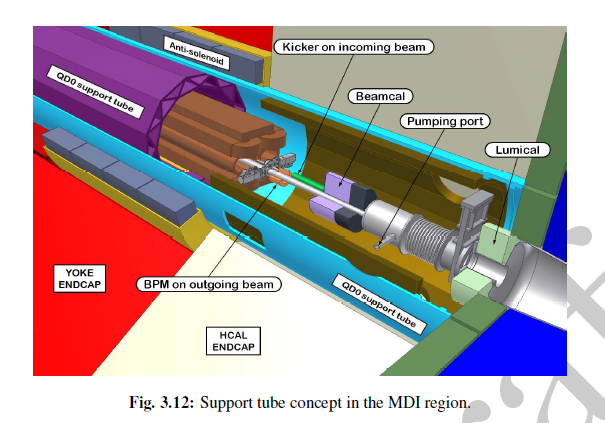 Anti-solenoid
Kicker on incoming beam
QD0 support tube
Beamcal
Pumping port
Lumical
YOKE
ENDCAP
BPM on outgoing beam
QD0 support tube
HCAL
ENDCAP
Fig. 3.12: Support tube concept in the MDI region.